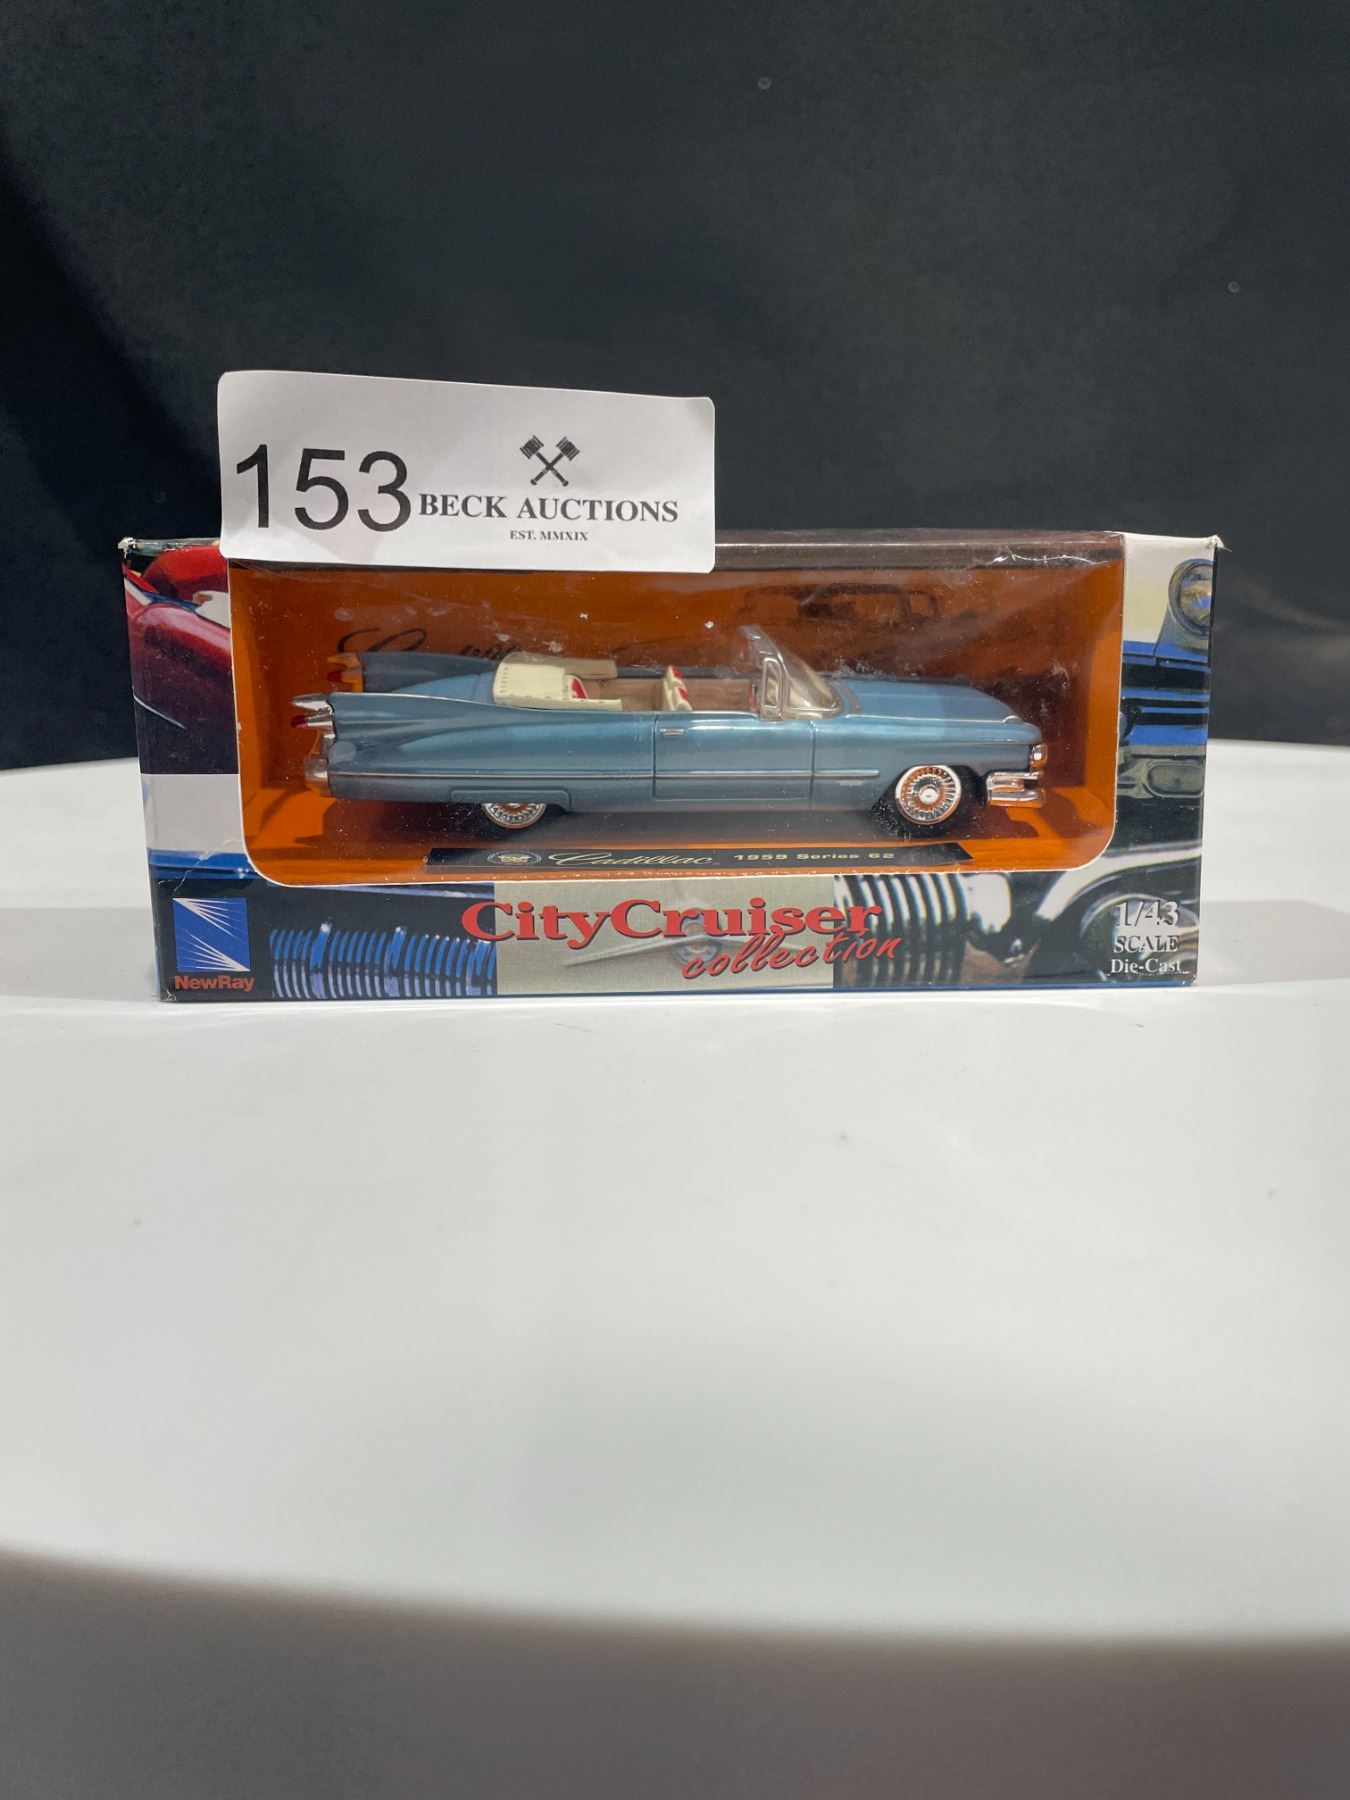 153
BECK AUCTIONS
EST. MMXIX
Cadillac 1959 Series 62
CityCruiser
collection
NewRay
1/43
SCALE
Die-Cast